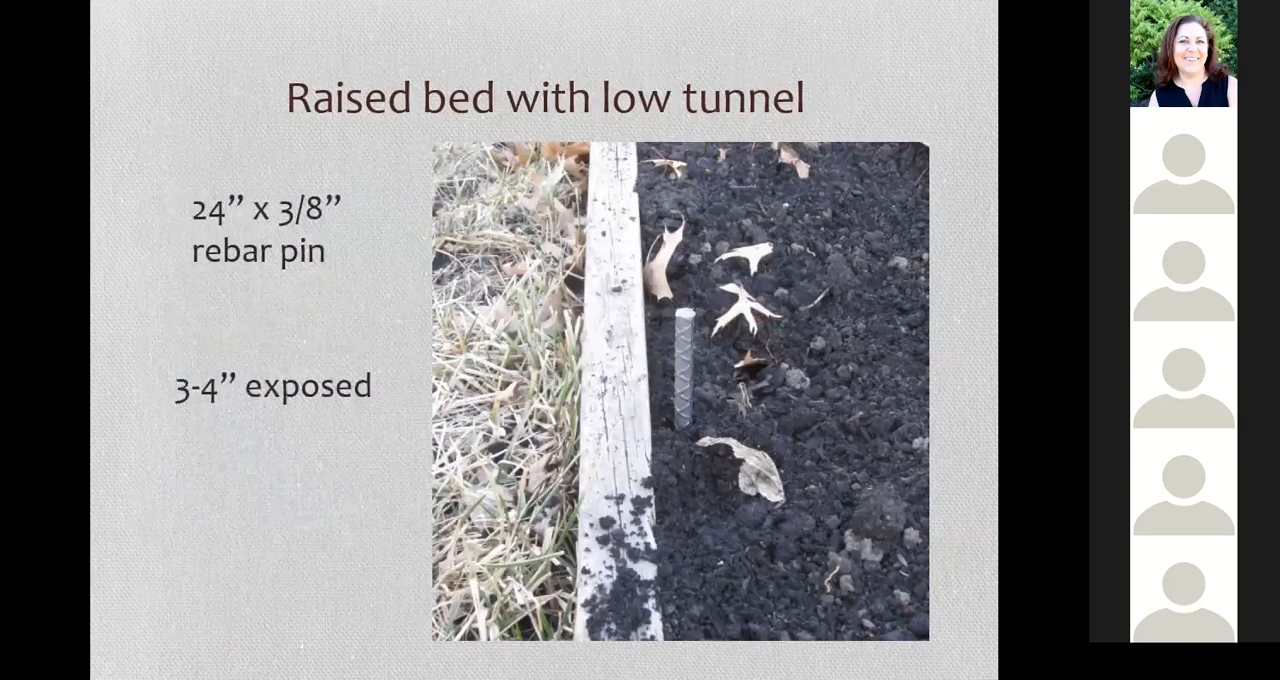 Raised bed with low tunnel
24” x 3/8”
rebar pin
3-4” exposed